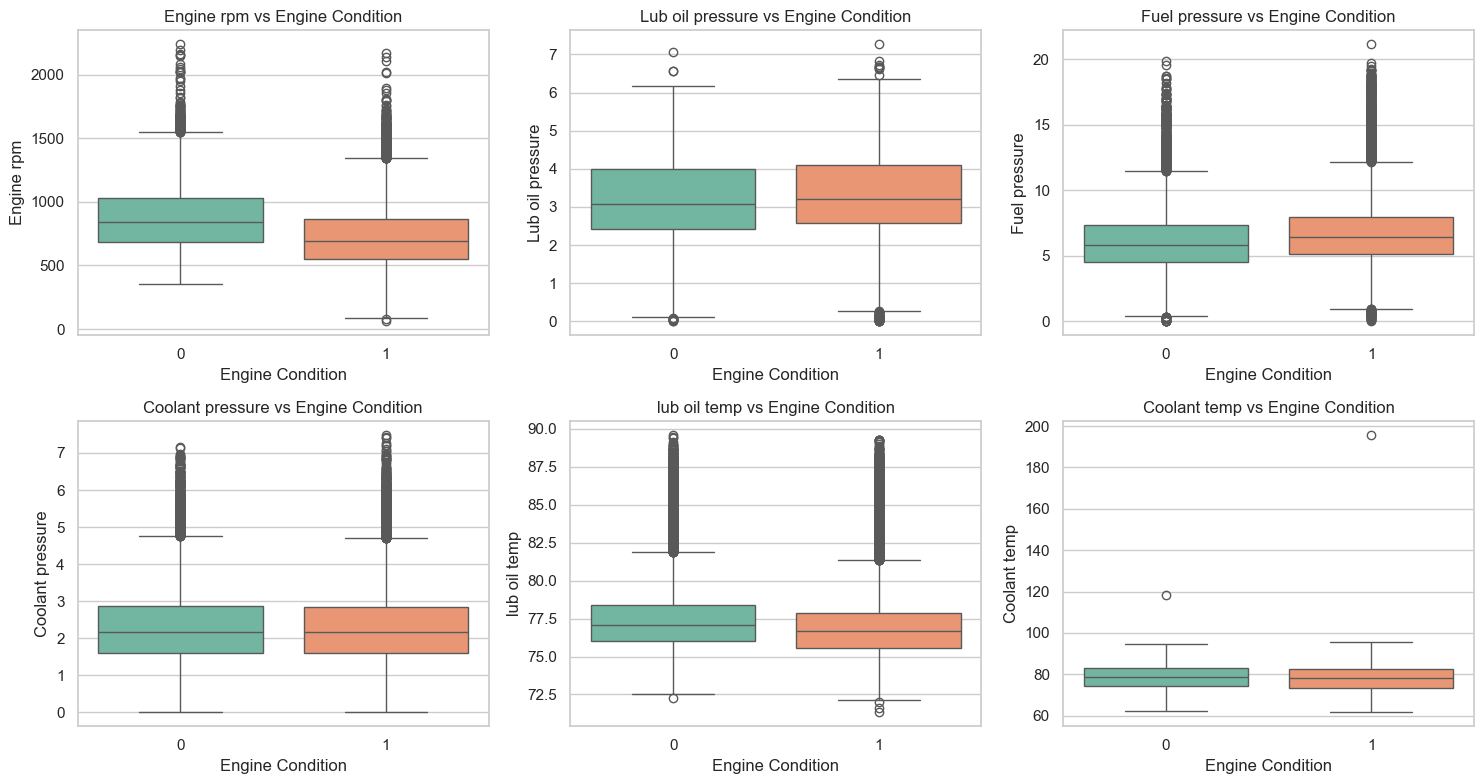 Engine rpm vs Engine Condition
Engine rpm
2000
1500
1000
500
0
0 1
Engine Condition
Lub oil pressure vs Engine Condition
Lub oil pressure
7
6
5
4
3
2
1
0
0 1
Engine Condition
Fuel pressure vs Engine Condition
Fuel pressure
20
15
10
5
0
0 1
Engine Condition
Coolant pressure vs Engine Condition
Coolant pressure
7
6
5
4
3
2
1
0
0 1
Engine Condition
lub oil temp vs Engine Condition
lub oil temp
90.0
87.5
85.0
82.5
80.0
77.5
75.0
72.5
0 1
Engine Condition
Coolant temp vs Engine Condition
Coolant temp
200
180
160
140
120
100
80
60
0 1
Engine Condition